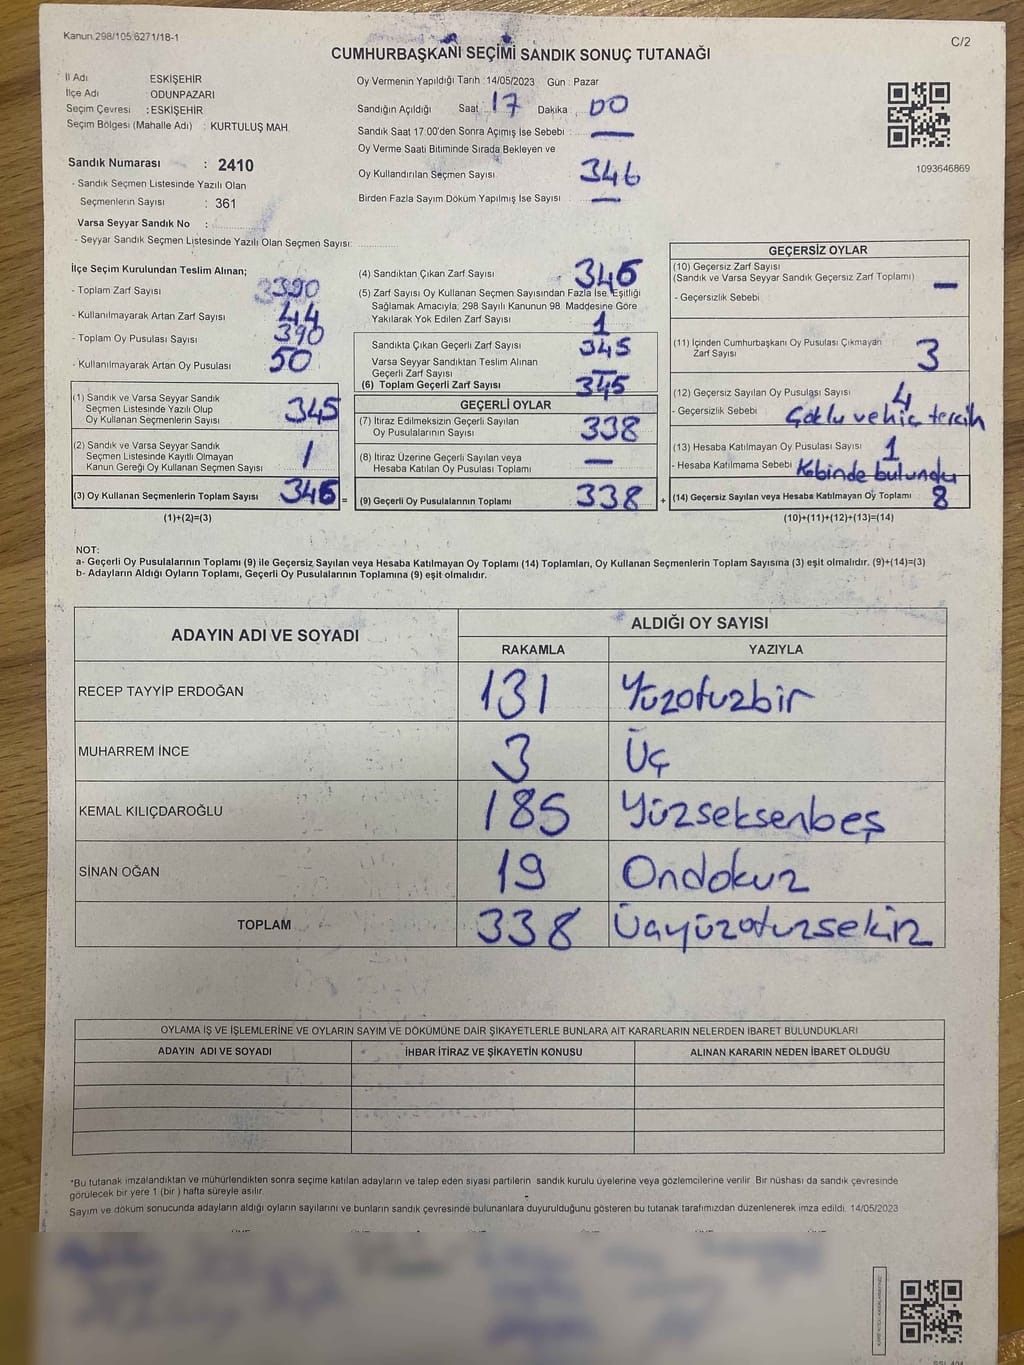 Kanun 298/105 6271/18-1
C/2
CUMHURBAŞKANI SEÇİMİ SANDIK SONUÇ TUTANAĞI
İl Adı ESKİŞEHİR
İlçe Adı : ODUNPAZARI
Seçim Çevresi : ESKİŞEHİR
Seçim Bölgesi (Mahalle Adı) : KURTULUŞ MAH.
Sandık Numarası : 2410
- Sandık Seçmen Listesinde Yazılı Olan
Seçmenlerin Sayısı : 361
Varsa Seyyar Sandık No :
- Seyyar Sandık Seçmen Listesinde Yazılı Olan Seçmen Sayısı:
Oy Vermenin Yapıldığı Tarih : 14/05/2023 Gün : Pazar
Sandığın Açıldığı Saat : 17 Dakika : 00
Sandık Saat 17.00'den Sonra Açımış İse Sebebi : —
Oy Verme Saati Bitiminde Sırada Bekleyen ve
Oy Kullandırılan Seçmen Sayısı 346
Birden Fazla Sayım Döküm Yapılmış İse Sayısı : —
1093646869
İlçe Seçim Kurulundan Teslim Alınan;
- Toplam Zarf Sayısı 390
- Kullanılmayarak Artan Zarf Sayısı : 44
- Toplam Oy Pusulası Sayısı : 390
- Kullanılmayarak Artan Oy Pusulası : 50
(1) Sandık ve Varsa Seyyar Sandık
Seçmen Listesinde Yazılı Olup
Oy Kullanan Seçmenlerin Sayısı : 345
(2) Sandık ve Varsa Seyyar Sandık
Seçmen Listesinde Kayıtlı Olmayan
Kanun Gereği Oy Kullanan Seçmen Sayısı : 1
(3) Oy Kullanan Seçmenlerin Toplam Sayısı : 346 =
(1)+(2)=(3)
(4) Sandıktan Çıkan Zarf Sayısı : 346
(5) Zarf Sayısı Oy Kullanan Seçmen Sayısından Fazla İse, Eşitliği
Sağlamak Amacıyla; 298 Sayılı Kanunun 98. Maddesine Göre
Yakılarak Yok Edilen Zarf Sayısı : 1
Sandıkta Çıkan Geçerli Zarf Sayısı : 345
Varsa Seyyar Sandıktan Teslim Alınan
Geçerli Zarf Sayısı : —
(6) Toplam Geçerli Zarf Sayısı : 345
GEÇERLİ OYLAR
(7) İtiraz Edilmeksizin Geçerli Sayılan
Oy Pusulalarının Sayısı : 338
(8) İtiraz Üzerine Geçerli Sayılan veya
Hesaba Katılan Oy Pusulası Toplamı : —
(9) Geçerli Oy Pusulalarının Toplamı : 338 +
GEÇERSİZ OYLAR
(10) Geçersiz Zarf Sayısı
(Sandık ve Varsa Seyyar Sandık Geçersiz Zarf Toplamı) : —
- Geçersizlik Sebebi
(11) İçinden Cumhurbaşkanı Oy Pusulası Çıkmayan
Zarf Sayısı : 3
(12) Geçersiz Sayılan Oy Pusulası Sayısı : 4
- Geçersizlik Sebebi : Çoklu ve hiç tercih
(13) Hesaba Katılmayan Oy Pusulası Sayısı : 1
- Hesaba Katılmama Sebebi : Kabinde bulundu
(14) Geçersiz Sayılan veya Hesaba Katılmayan Oy Toplamı : 8
(10)+(11)+(12)+(13)=(14)
NOT:
a- Geçerli Oy Pusulalarının Toplamı (9) ile Geçersiz Sayılan veya Hesaba Katılmayan Oy Toplamı (14) Toplamları, Oy Kullanan Seçmenlerin Toplam Sayısına (3) eşit olmalıdır. (9)+(14)=(3)
b- Adayların Aldığı Oyların Toplamı, Geçerli Oy Pusulalarının Toplamına (9) eşit olmalıdır.
ADAYIN ADI VE SOYADI ALDIĞI OY SAYISI
RAKAMLA YAZIYLA
RECEP TAYYİP ERDOĞAN 131 Yüzotuzbir
MUHARREM İNCE 3 Üç
KEMAL KILIÇDAROĞLU 185 Yüzseksenbeş
SİNAN OĞAN 19 Ondokuz
TOPLAM 338 Üçyüzotuzsekiz
OYLAMA İŞ VE İŞLEMLERİNE VE OYLARIN SAYIM VE DÖKÜMÜNE DAİR ŞİKAYETLERLE BUNLARA AİT KARARLARIN NELERDEN İBARET BULUNDUKLARI
ADAYIN ADI VE SOYADI İHBAR İTİRAZ VE ŞİKAYETİN KONUSU ALINAN KARARIN NEDEN İBARET OLDUĞU
*Bu tutanak imzalandıktan ve mühürlendikten sonra seçime katılan adayların ve talep eden siyasi partilerin sandık kurulu üyelerine veya gözlemcilerine verilir. Bir nüshası da sandık çevresinde
görülecek bir yere 1 (bir ) hafta süreyle asılır.
Sayım ve döküm sonucunda adayların aldığı oyların sayılarını ve bunların sandık çevresinde bulunanlara duyurulduğunu gösteren bu tutanak tarafımızdan düzenlenerek imza edildi. 14/05/2023